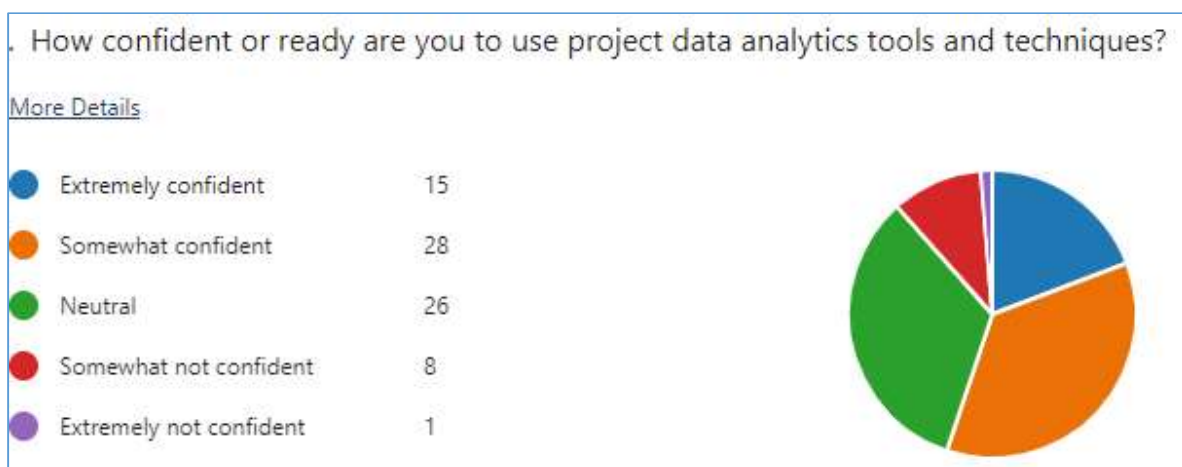 . How confident or ready are you to use project data analytics tools and techniques?
More Details
Extremely confident 15
Somewhat confident 28
Neutral 26
Somewhat not confident 8
Extremely not confident 1